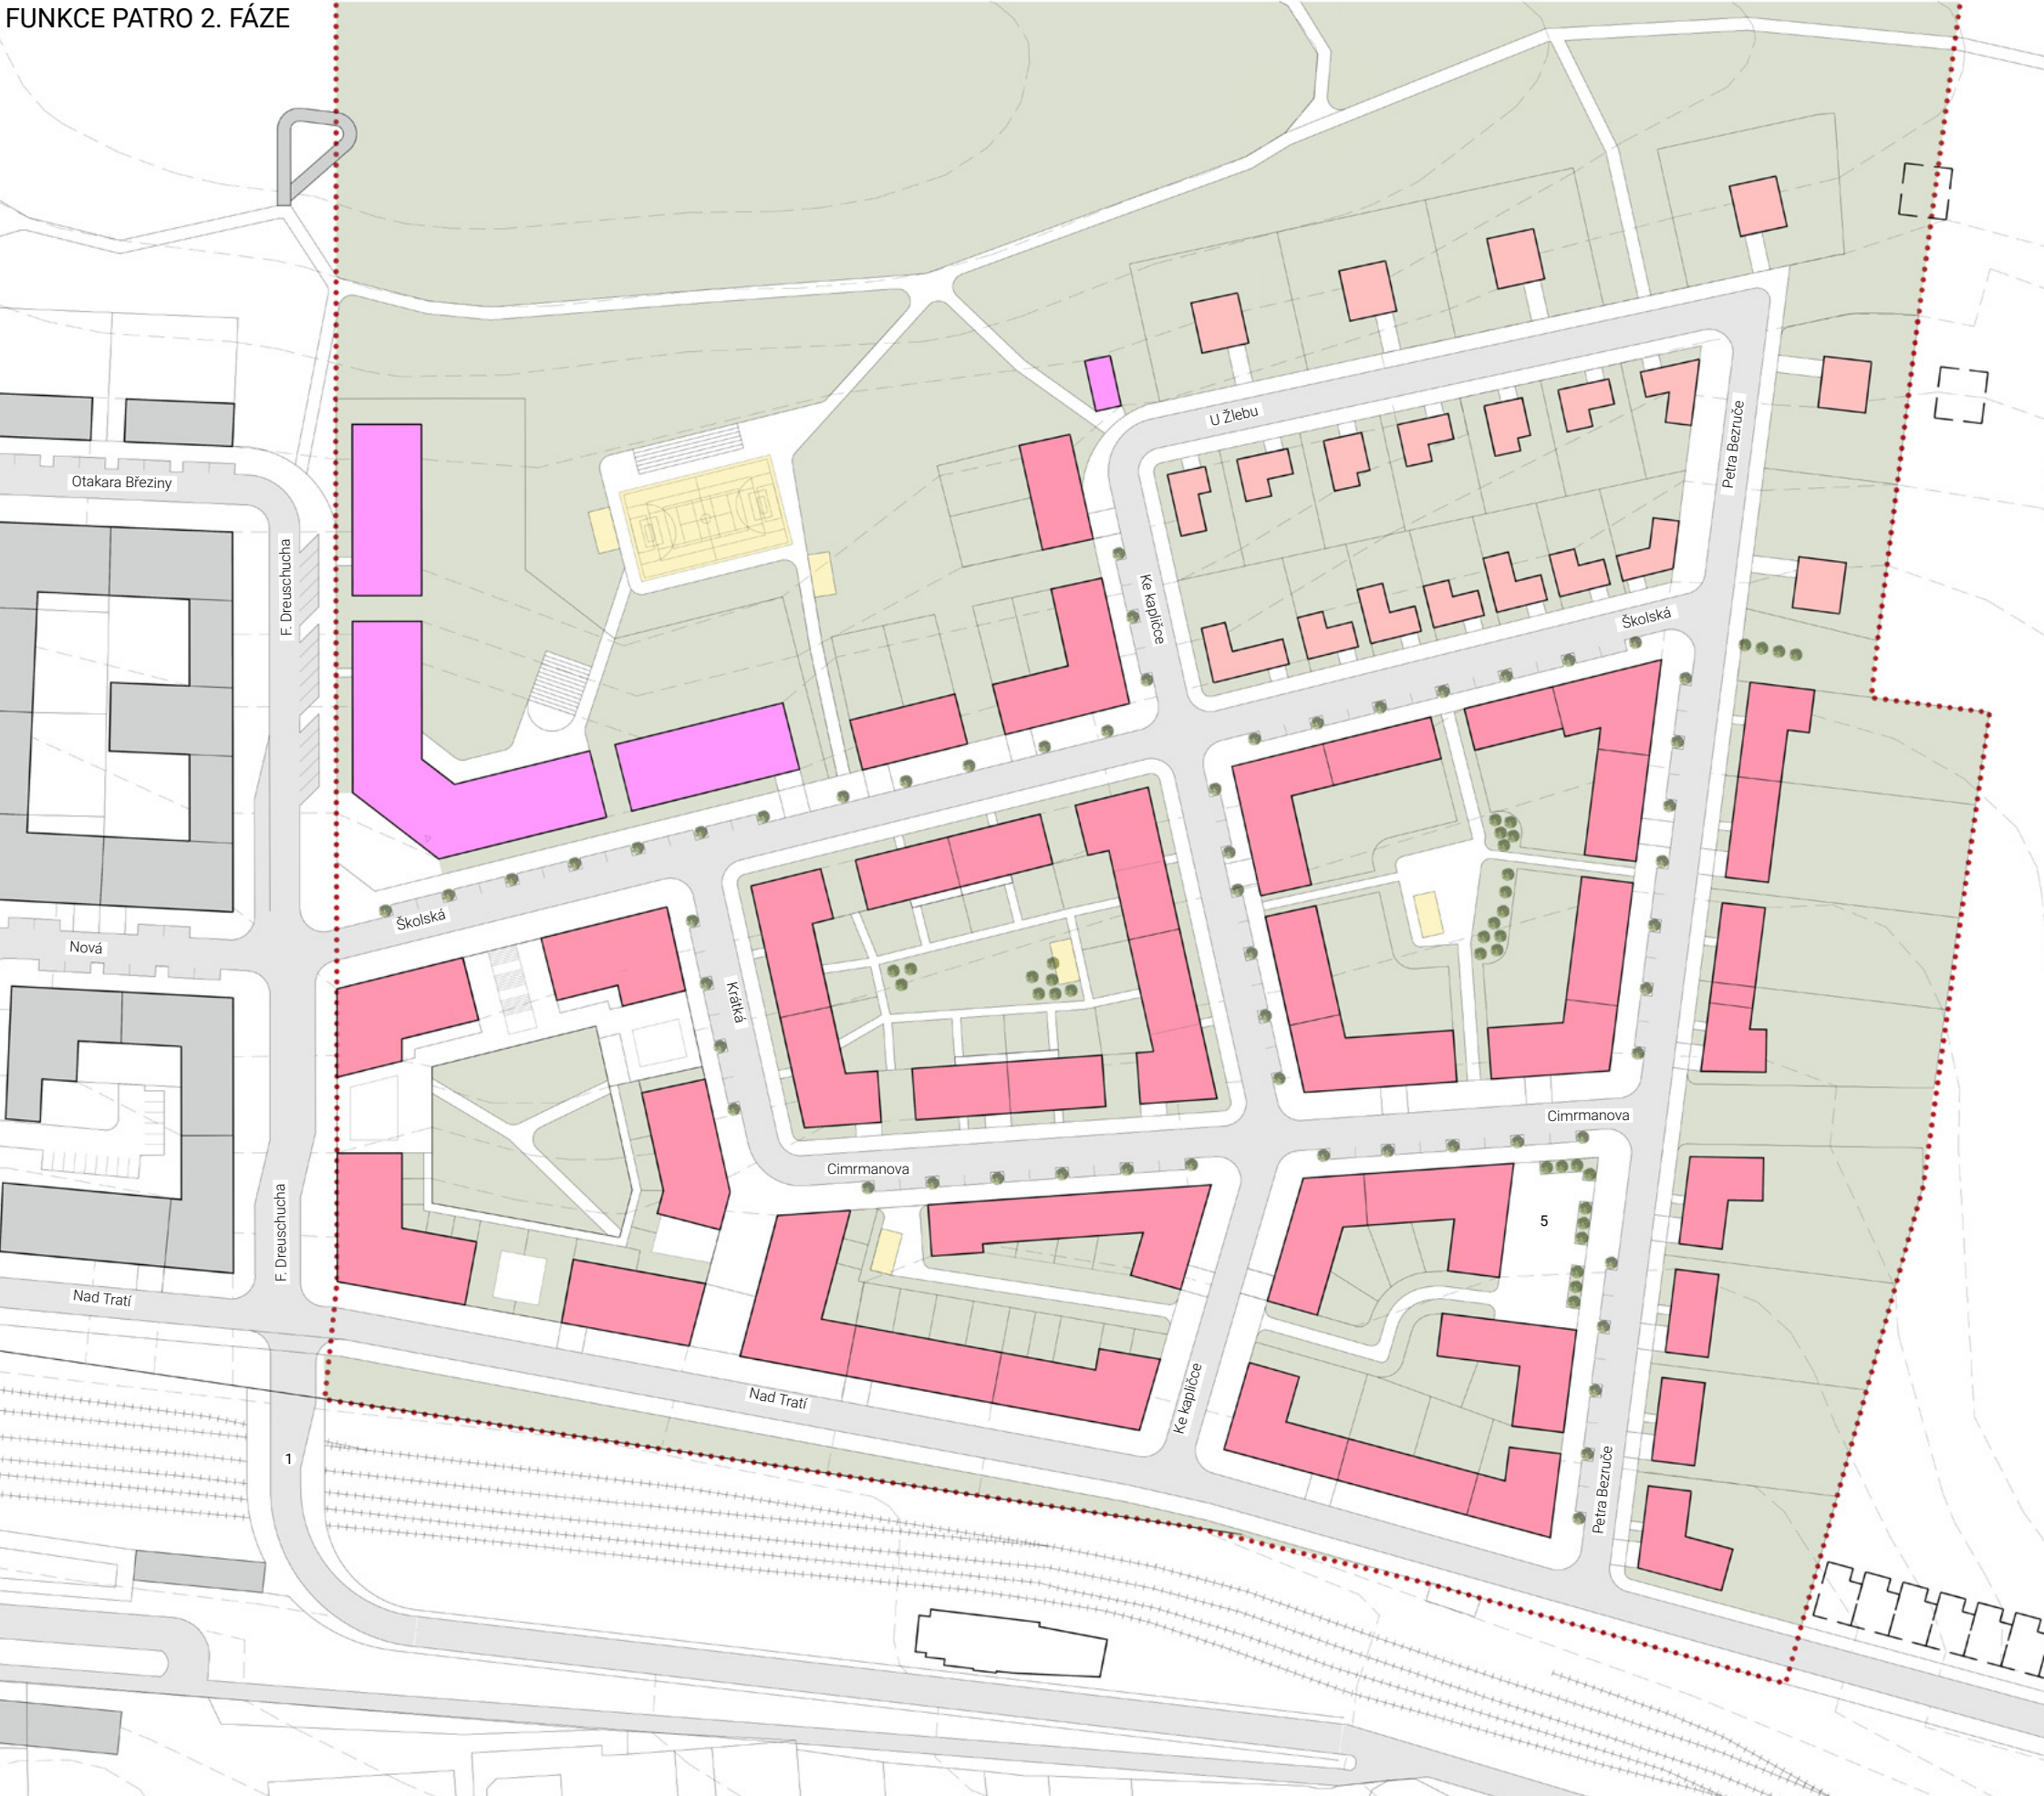 FUNKCE PATRO 2. FÁZE
U Žlebu
Petra Bezruče
Otakara Březiny
F. Dreuschucha
Ke kapličce
Školská
Školská
Nová
Krátká
Cimrmanova
Cimrmanova
5
F. Dreuschucha
Nad Tratí
Nad Tratí
Ke kapličce
Petra Bezruče
1